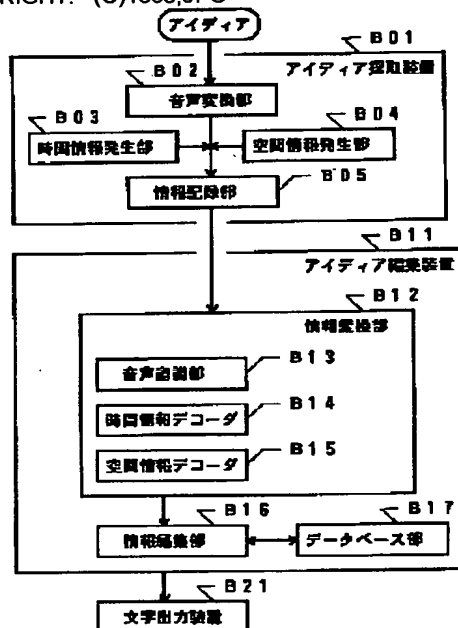 RIGHT: (C)1996,JPO
アイディア
B01
アイディア採取装置
B02
音声変換部
B03
時間情報発生部
B04
空間情報発生部
B05
情報記録部
B11
アイディア編集装置
B12
情報変換部
B13
音声認識部
B14
時間情報デコーダ
B15
空間情報デコーダ
B16
情報編集部
B17
データベース部
B21
文字出力装置